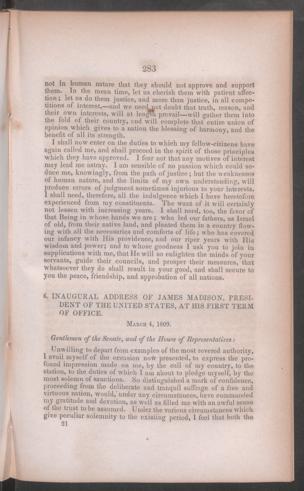 283
not in human nature that they should not approve and support
them. In the mean time, let us cherish them with patient affec-
tion; let us do them justice, and more than justice, in all compe-
titions of interest,—and we need not doubt that truth, reason, and
their own interests, will at length prevail—will gather them into
the fold of their country, and will complete that entire union of
opinion which gives to a nation the blessing of harmony, and the
benefit of all its strength.
I shall now enter on the duties to which my fellow-citizens have
again called me, and shall proceed in the spirit of those principles
which they have approved. I fear not that any motives of interest
may lead me astray. I am sensible of no passion which could se-
duce me, knowingly, from the path of justice; but the weaknesses
of human nature, and the limits of my own understanding, will
produce errors of judgment sometimes injurious to your interests.
I shall need, therefore, all the indulgence which I have heretofore
experienced from my constituents. The want of it will certainly
not lessen with increasing years. I shall need, too, the favor of
that Being in whose hands we are; who led our fathers, as Israel
of old, from their native land, and planted them in a country flow-
ing with all the necessaries and comforts of life; who has covered
our infancy with His providence, and our riper years with His
wisdom and power; and to whose goodness I ask you to join in
supplications with me, that He will so enlighten the minds of your
servants, guide their councils, and prosper their measures, that
whatsoever they do shall result in your good, and shall secure to
you the peace, friendship, and approbation of all nations.
6. INAUGURAL ADDRESS OF JAMES MADISON, PRESI-
DENT OF THE UNITED STATES, AT HIS FIRST TERM
OF OFFICE.
MARCH 4, 1809.
Gentlemen of the Senate, and of the House of Representatives:
Unwilling to depart from examples of the most revered authority,
I avail myself of the occasion now presented, to express the pro-
found impression made on me, by the call of my country, to the
station, to the duties of which I am about to pledge myself, by the
most solemn of sanctions. So distinguished a mark of confidence,
proceeding from the deliberate and tranquil suffrage of a free and
virtuous nation, would, under any circumstances, have commanded
my gratitude and devotion, as well as filled me with an awful sense
of the trust to be assumed. Under the various circumstances which
give peculiar solemnity to the existing period, I feel that both the
21